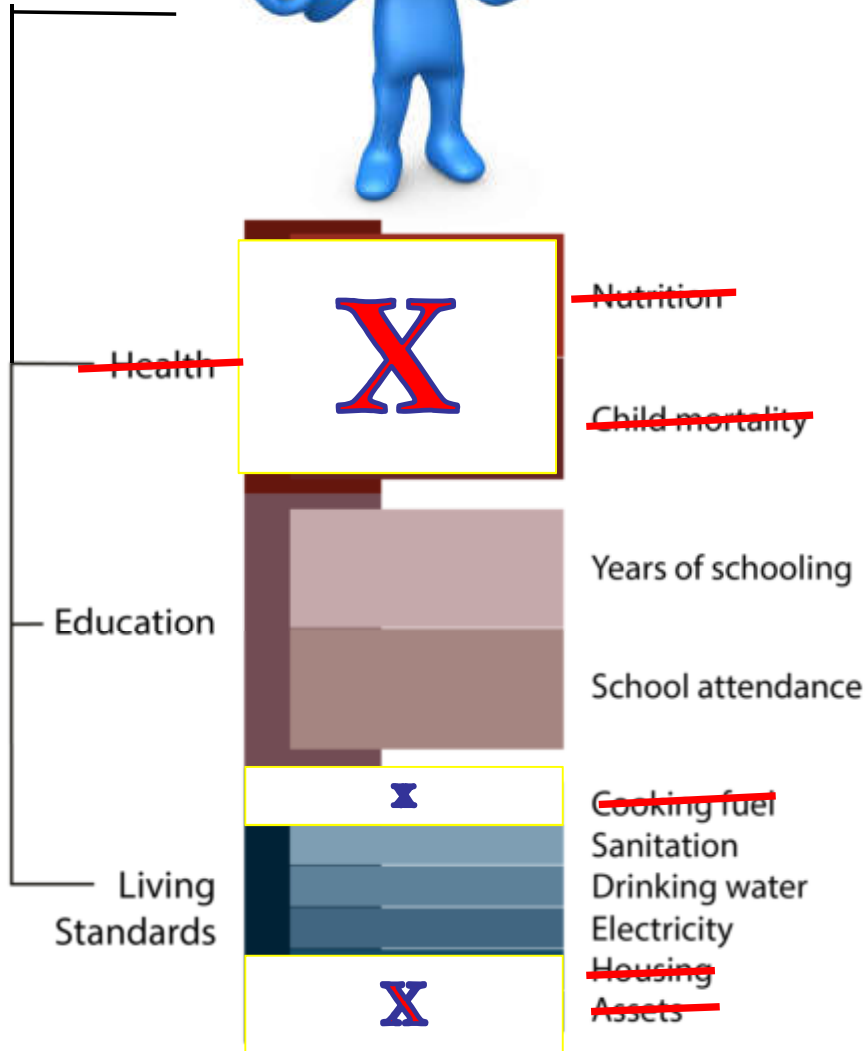 Nutrition
X
Health
Child mortality
Years of schooling
Education
School attendance
x
Cooking fuel
Sanitation
Living
Standards
Drinking water
Electricity
Housing
X
Assets